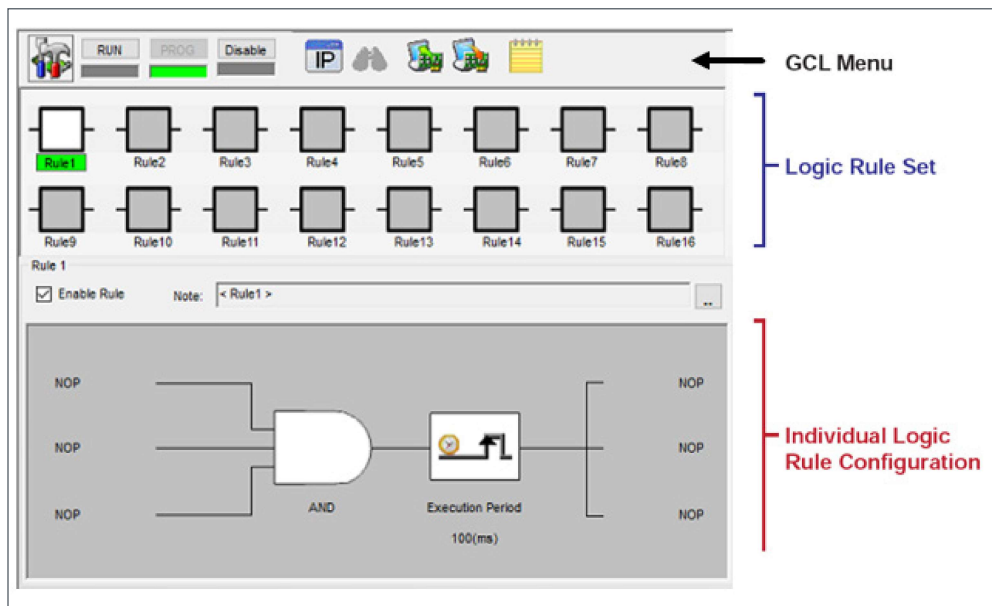 RUN PROG Disable
IP
GCL Menu
Rule1 Rule2 Rule3 Rule4 Rule5 Rule6 Rule7 Rule8
Logic Rule Set
Rule9 Rule10 Rule11 Rule12 Rule13 Rule14 Rule15 Rule16
Rule 1
Enable Rule Note: < Rule1 > ..
NOP NOP
NOP NOP
Individual Logic
Rule Configuration
AND Execution Period
NOP NOP
100(ms)